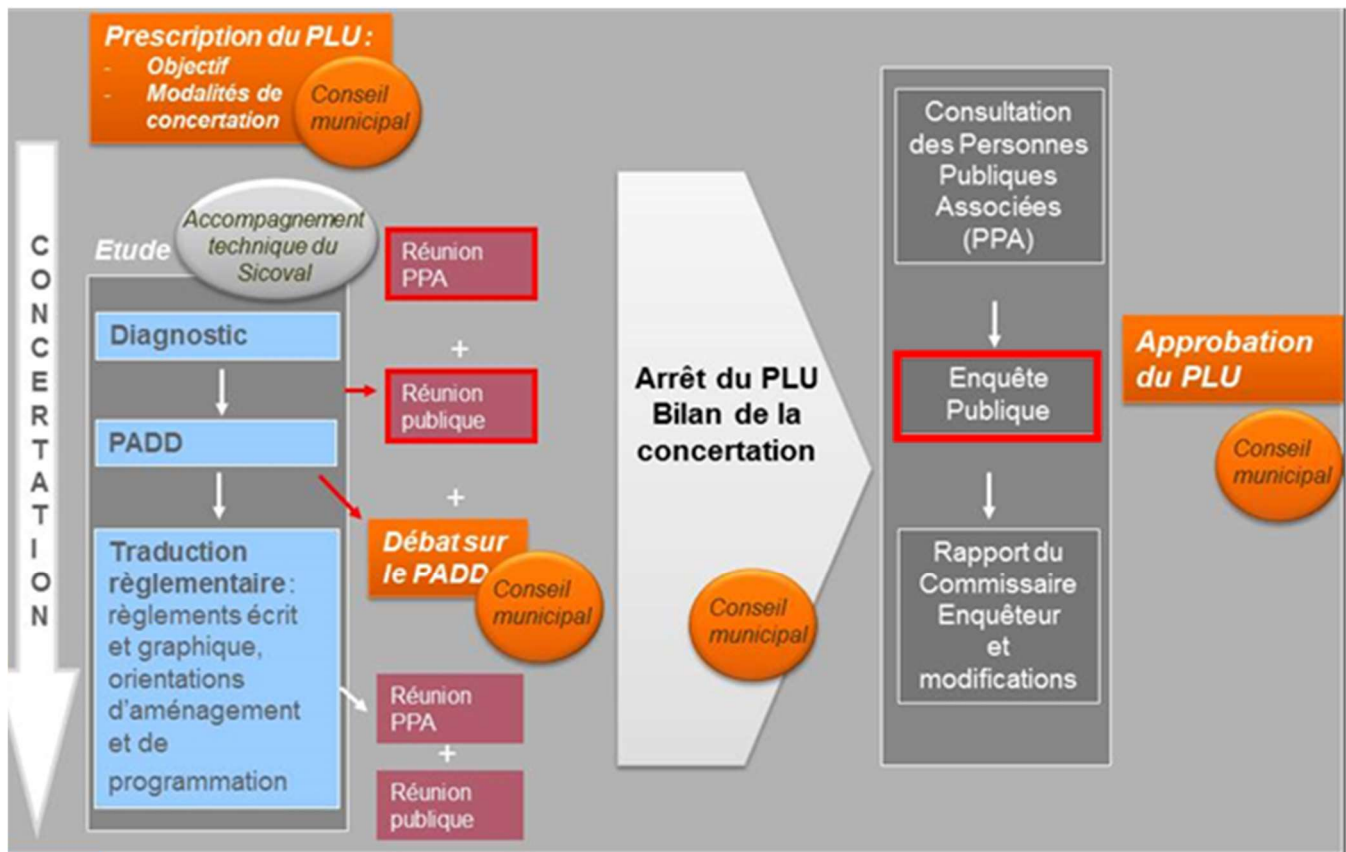 Prescription du PLU :
- Objectif
- Modalités de
concertation
Conseil
municipal
CONCERTATION
Etude
Accompagnement
technique du
Sicoval
Diagnostic
PADD
Traduction
règlementaire :
règlements écrit
et graphique,
orientations
d'aménagement
et de
programmation
Réunion
PPA
+
Réunion
publique
+
Débat sur
le PADD
Conseil
municipal
Réunion
PPA
+
Réunion
publique
Arrêt du PLU
Bilan de la
concertation
Conseil
municipal
Consultation
des Personnes
Publiques
Associées
(PPA)
Enquête
Publique
Rapport du
Commissaire
Enquêteur
et
modifications
Approbation
du PLU
Conseil
municipal